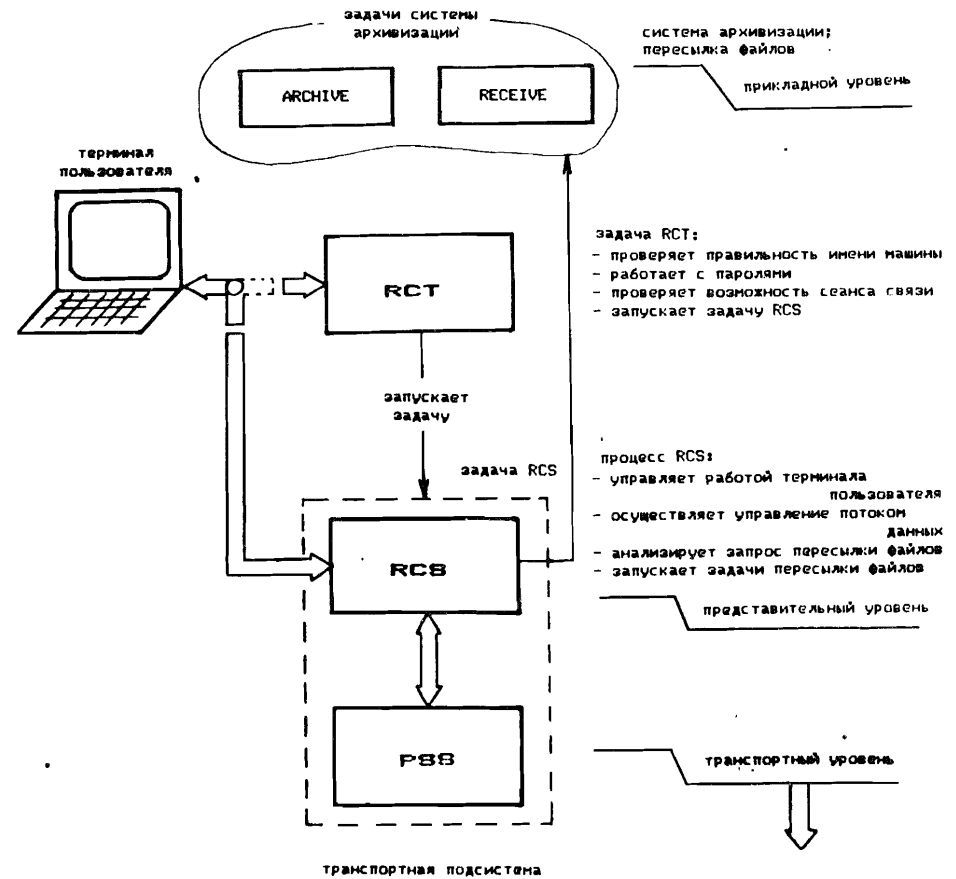 задачи системы
архивизации
ARCHIVE
RECEIVE
система архивизации;
пересылка файлов
прикладной уровень
терминал
пользователя
RCT
задача RCT:
- проверяет правильность имени машины
- работает с паролями
- проверяет возможность сеанса связи
- запускает задачу RCS
запускает
задачу
задача RCS
процесс RCS:
- управляет работой терминала
пользователя
- осуществляет управление потоком
данных
- анализирует запрос пересылки файлов
- запускает задачи пересылки файлов
RCS
представительный уровень
PSS
транспортный уровень
транспортная подсистема